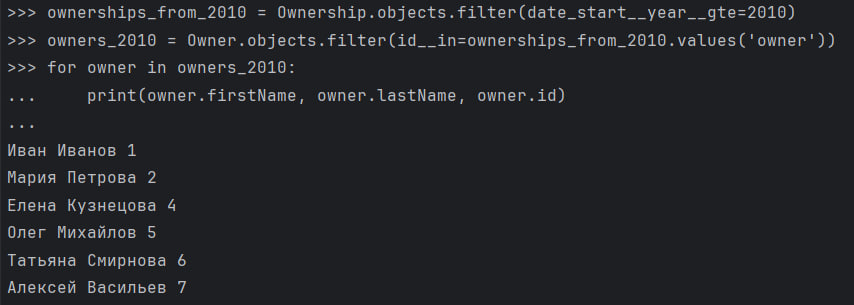 >>> ownerships_from_2010 = Ownership.objects.filter(date_start__year__gte=2010)
>>> owners_2010 = Owner.objects.filter(id__in=ownerships_from_2010.values('owner'))
>>> for owner in owners_2010:
...     print(owner.firstName, owner.lastName, owner.id)
...
Иван Иванов 1
Мария Петрова 2
Елена Кузнецова 4
Олег Михайлов 5
Татьяна Смирнова 6
Алексей Васильев 7